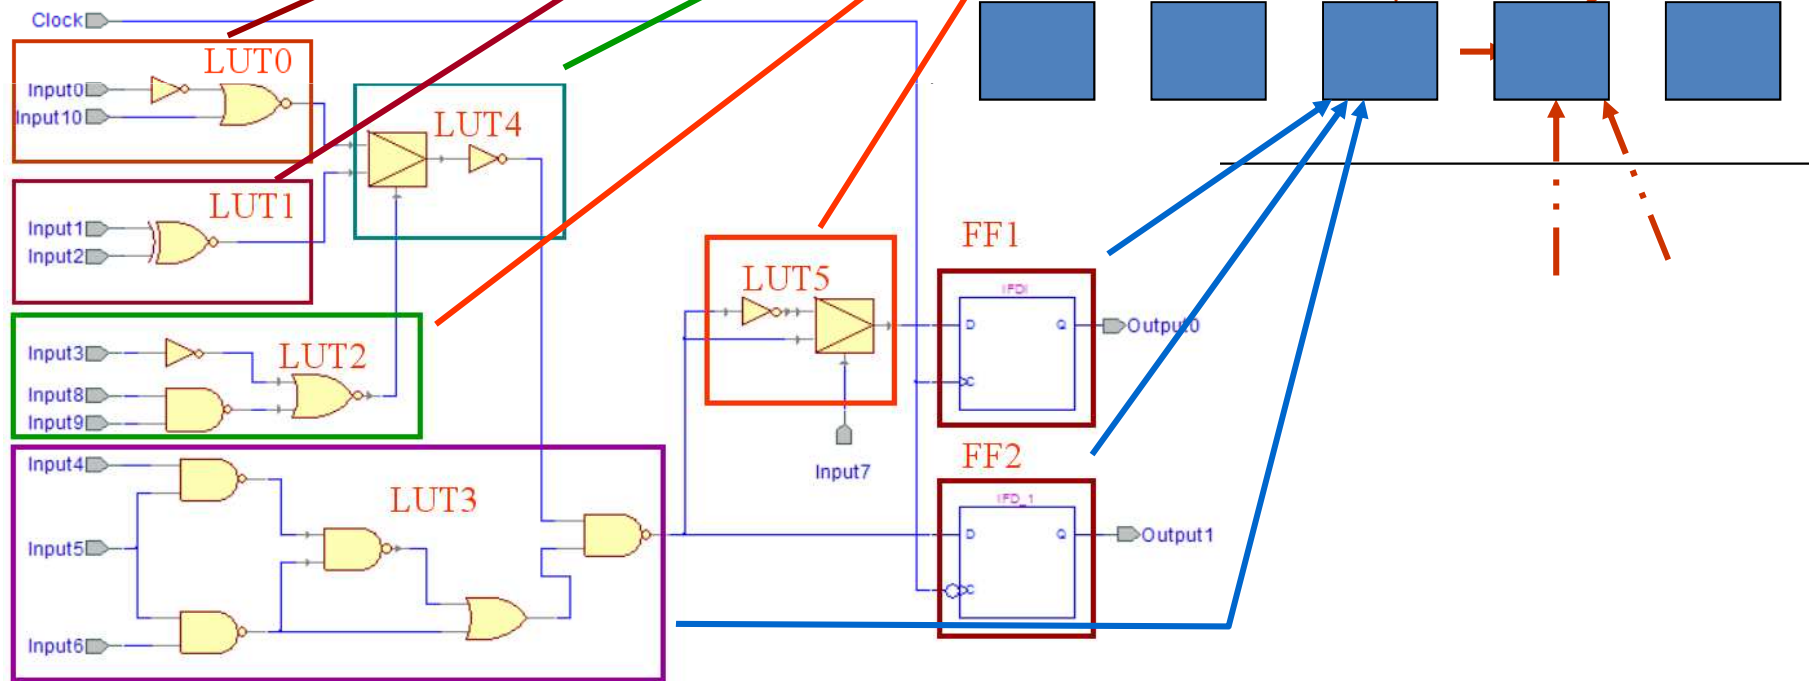 Clock
LUT0
Input0
Input10
LUT4
LUT1
Input1
Input2
FF1
LUT5
IFDI
D
Q
Output0
C
Input3
LUT2
Input8
Input9
Input7
FF2
Input4
LUT3
IFD_1
Input5
D
Q
Output1
C
Input6